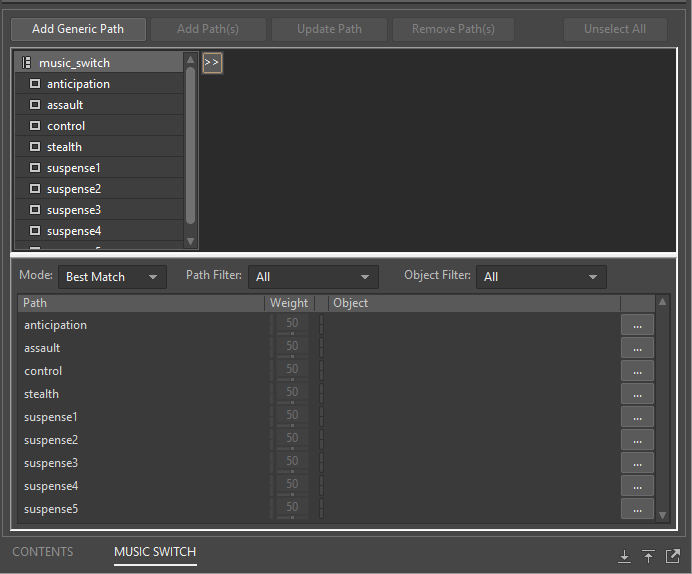 Add Generic Path Add Path(s) Update Path Remove Path(s) Unselect All
music_switch >>
anticipation
assault
control
stealth
suspense1
suspense2
suspense3
suspense4
Mode: Best Match Path Filter: All Object Filter: All
Path Weight Object
anticipation 50 ...
assault 50 ...
control 50 ...
stealth 50 ...
suspense1 50 ...
suspense2 50 ...
suspense3 50 ...
suspense4 50 ...
suspense5 50 ...
CONTENTS MUSIC SWITCH